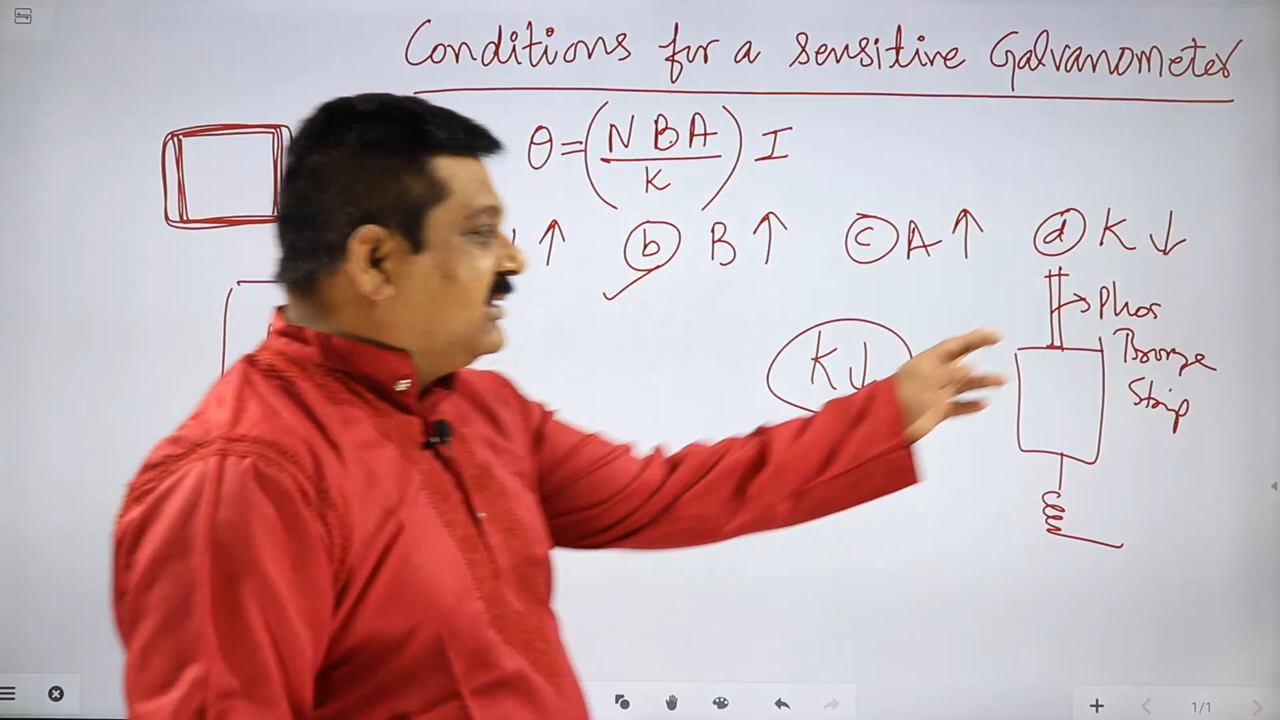 Conditions for a sensitive Galvanometer
θ = (NBA/K) I
↑ (b) B ↑ (c) A ↑ (d) K ↓
Phos
K↓
Bronze
Strip
1/1